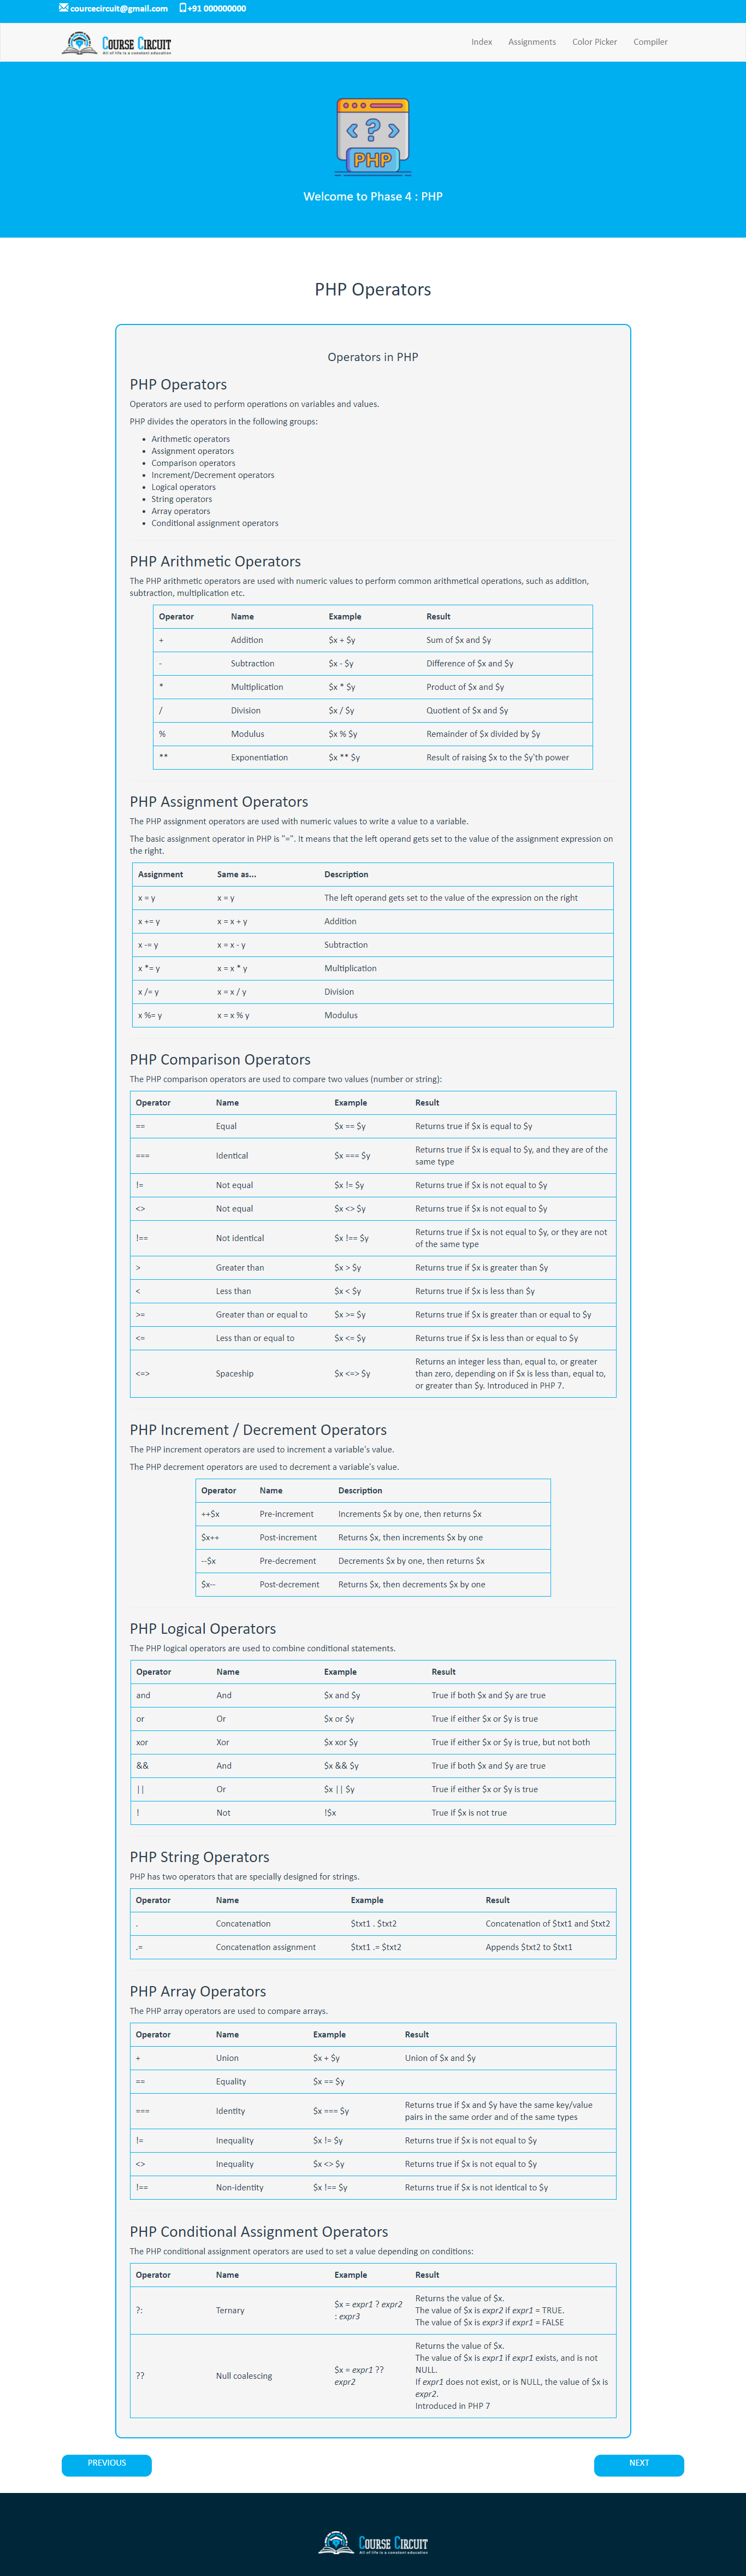 courcecircuit@gmail.com +91 000000000
COURSE CIRCUIT
All of life is a constant education
Index Assignments Color Picker Compiler
<?>
PHP
Welcome to Phase 4 : PHP
PHP Operators
Operators in PHP
PHP Operators
Operators are used to perform operations on variables and values.
PHP divides the operators in the following groups:
• Arithmetic operators
• Assignment operators
• Comparison operators
• Increment/Decrement operators
• Logical operators
• String operators
• Array operators
• Conditional assignment operators
PHP Arithmetic Operators
The PHP arithmetic operators are used with numeric values to perform common arithmetical operations, such as addition,
subtraction, multiplication etc.
Operator Name Example Result
+ Addition $x + $y Sum of $x and $y
- Subtraction $x - $y Difference of $x and $y
* Multiplication $x * $y Product of $x and $y
/ Division $x / $y Quotient of $x and $y
% Modulus $x % $y Remainder of $x divided by $y
** Exponentiation $x ** $y Result of raising $x to the $y'th power
PHP Assignment Operators
The PHP assignment operators are used with numeric values to write a value to a variable.
The basic assignment operator in PHP is "=". It means that the left operand gets set to the value of the assignment expression on
the right.
Assignment Same as... Description
x = y x = y The left operand gets set to the value of the expression on the right
x += y x = x + y Addition
x -= y x = x - y Subtraction
x *= y x = x * y Multiplication
x /= y x = x / y Division
x %= y x = x % y Modulus
PHP Comparison Operators
The PHP comparison operators are used to compare two values (number or string):
Operator Name Example Result
== Equal $x == $y Returns true if $x is equal to $y
=== Identical $x === $y Returns true if $x is equal to $y, and they are of the
same type
!= Not equal $x != $y Returns true if $x is not equal to $y
<> Not equal $x <> $y Returns true if $x is not equal to $y
!== Not identical $x !== $y Returns true if $x is not equal to $y, or they are not
of the same type
> Greater than $x > $y Returns true if $x is greater than $y
< Less than $x < $y Returns true if $x is less than $y
>= Greater than or equal to $x >= $y Returns true if $x is greater than or equal to $y
<= Less than or equal to $x <= $y Returns true if $x is less than or equal to $y
<=> Spaceship $x <=> $y Returns an integer less than, equal to, or greater
than zero, depending on if $x is less than, equal to,
or greater than $y. Introduced in PHP 7.
PHP Increment / Decrement Operators
The PHP increment operators are used to increment a variable's value.
The PHP decrement operators are used to decrement a variable's value.
Operator Name Description
++$x Pre-increment Increments $x by one, then returns $x
$x++ Post-increment Returns $x, then increments $x by one
--$x Pre-decrement Decrements $x by one, then returns $x
$x-- Post-decrement Returns $x, then decrements $x by one
PHP Logical Operators
The PHP logical operators are used to combine conditional statements.
Operator Name Example Result
and And $x and $y True if both $x and $y are true
or Or $x or $y True if either $x or $y is true
xor Xor $x xor $y True if either $x or $y is true, but not both
&& And $x && $y True if both $x and $y are true
|| Or $x || $y True if either $x or $y is true
! Not !$x True if $x is not true
PHP String Operators
PHP has two operators that are specially designed for strings.
Operator Name Example Result
. Concatenation $txt1 . $txt2 Concatenation of $txt1 and $txt2
.= Concatenation assignment $txt1 .= $txt2 Appends $txt2 to $txt1
PHP Array Operators
The PHP array operators are used to compare arrays.
Operator Name Example Result
+ Union $x + $y Union of $x and $y
== Equality $x == $y
=== Identity $x === $y Returns true if $x and $y have the same key/value
pairs in the same order and of the same types
!= Inequality $x != $y Returns true if $x is not equal to $y
<> Inequality $x <> $y Returns true if $x is not equal to $y
!== Non-identity $x !== $y Returns true if $x is not identical to $y
PHP Conditional Assignment Operators
The PHP conditional assignment operators are used to set a value depending on conditions:
Operator Name Example Result
?: Ternary $x = expr1 ? expr2
: expr3 Returns the value of $x.
The value of $x is expr2 if expr1 = TRUE.
The value of $x is expr3 if expr1 = FALSE
?? Null coalescing $x = expr1 ??
expr2 Returns the value of $x.
The value of $x is expr1 if expr1 exists, and is not
NULL.
If expr1 does not exist, or is NULL, the value of $x is
expr2.
Introduced in PHP 7
PREVIOUS NEXT
COURSE CIRCUIT
All of life is a constant education